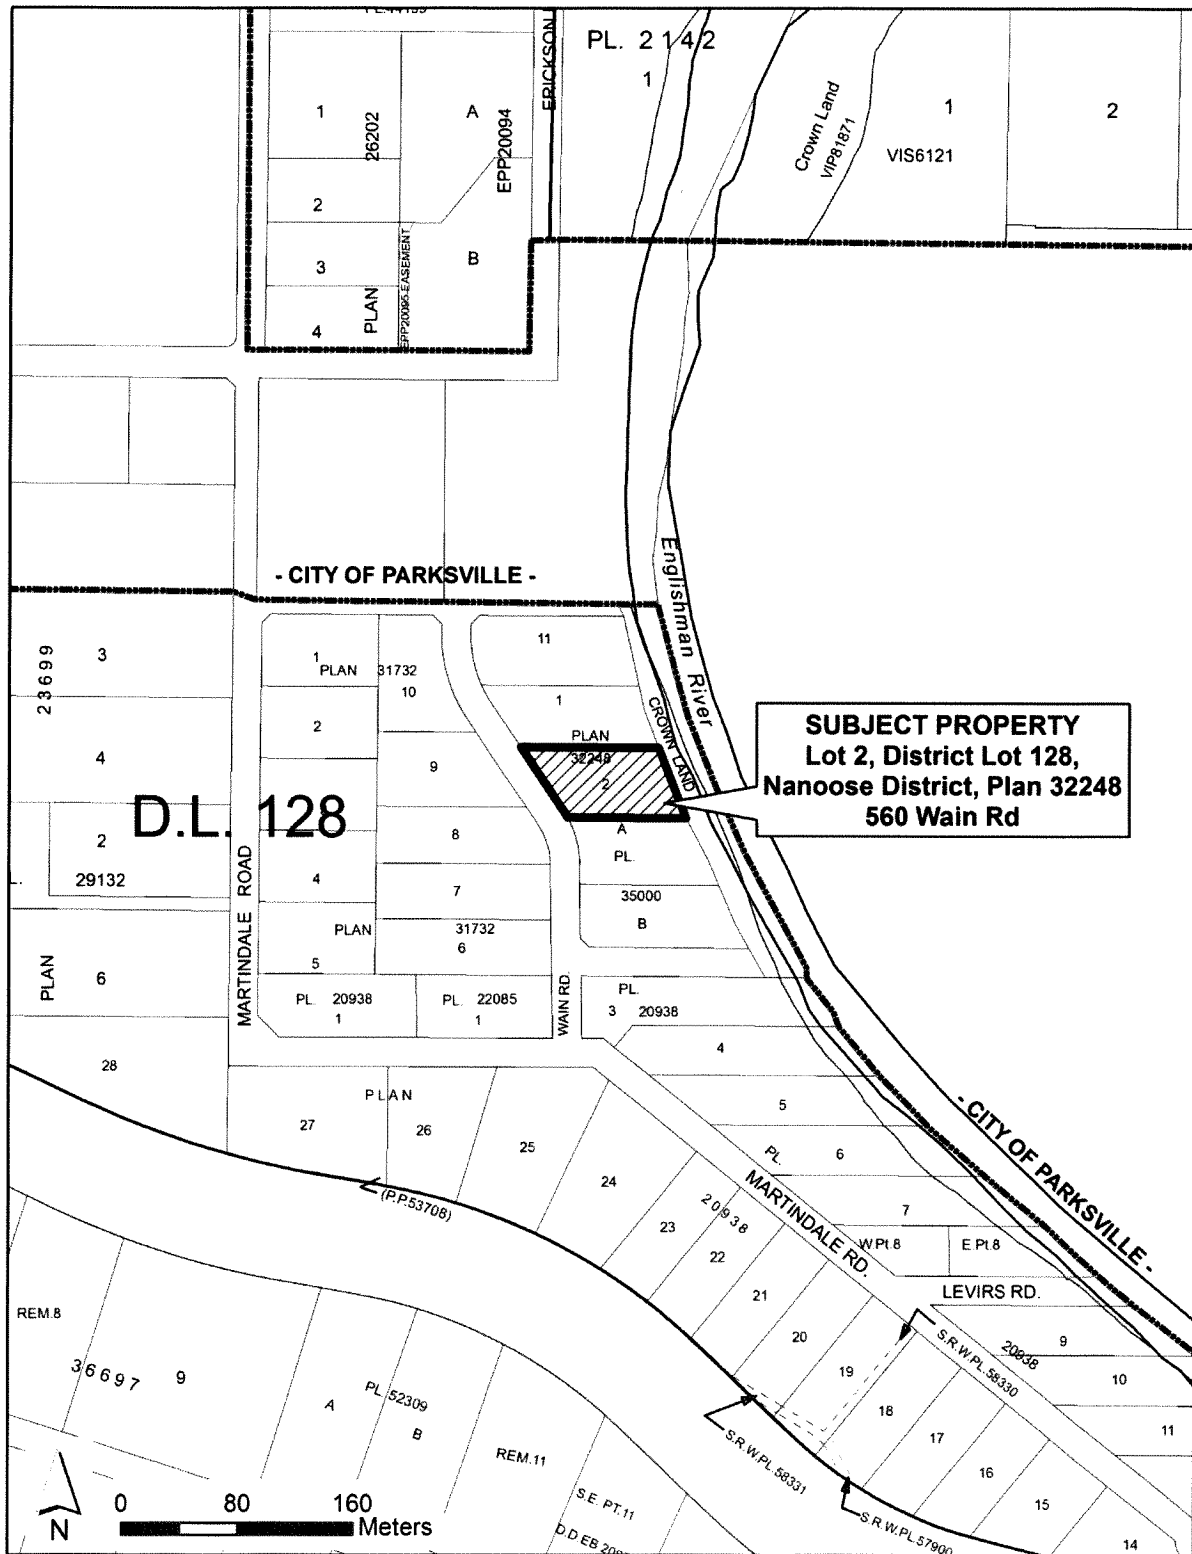 PL. 2142
1
ERICKSON
1
A
26202
EPP20094
Crown Land
VIP81871
1
2
VIS6121
2
3
B
EPP20095-EASEMENT
PLAN
4
- CITY OF PARKSVILLE -
Englishman River
3
23699
1
PLAN 31732
10
11
2
1
CROWN LAND
4
9
PLAN
32248
2
SUBJECT PROPERTY
Lot 2, District Lot 128,
Nanoose District, Plan 32248
560 Wain Rd
D.L. 128
2
8
A
PL.
29132
4
7
35000
B
MARTINDALE ROAD
PLAN
31732
6
5
PLAN
6
PL. 20938
1
PL. 22085
1
WAIN RD.
PL.
3 20938
4
28
PLAN
27
26
25
5
PL.
6
24
- CITY OF PARKSVILLE -
(P.P.53708)
MARTINDALE RD.
20938
7
23
22
W.Pt.8
E.Pt.8
21
LEVIRS RD.
20
REM.8
9
20938
S.R.W.PL.58330
19
10
36697
9
A
PL. 52309
B
18
11
17
S.R.W.PL.58331
REM.11
16
S.E. PT.11
15
0 80 160
Meters
N
S.R.W.PL.57900
14